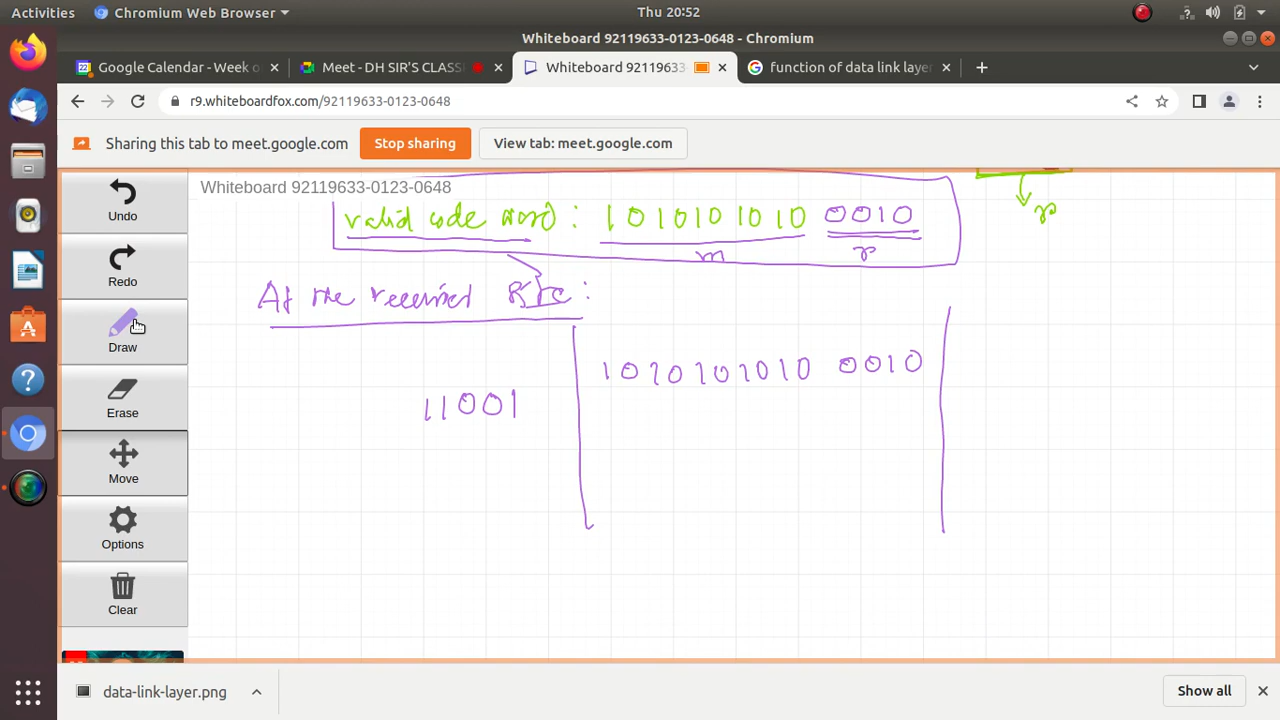 Activities Chromium Web Browser Thu 20:52
Whiteboard 92119633-0123-0648 - Chromium
Google Calendar - Week o Meet - DH SIR'S CLASS Whiteboard 92119633- function of data link layer
r9.whiteboardfox.com/92119633-0123-0648
Sharing this tab to meet.google.com Stop sharing View tab: meet.google.com
Whiteboard 92119633-0123-0648
Undo
Redo
Draw
Erase
Move
Options
Clear
valid code word : 1010101010 0010
m r
r
At the received :
1010101010 0010
11001
data-link-layer.png
Show all